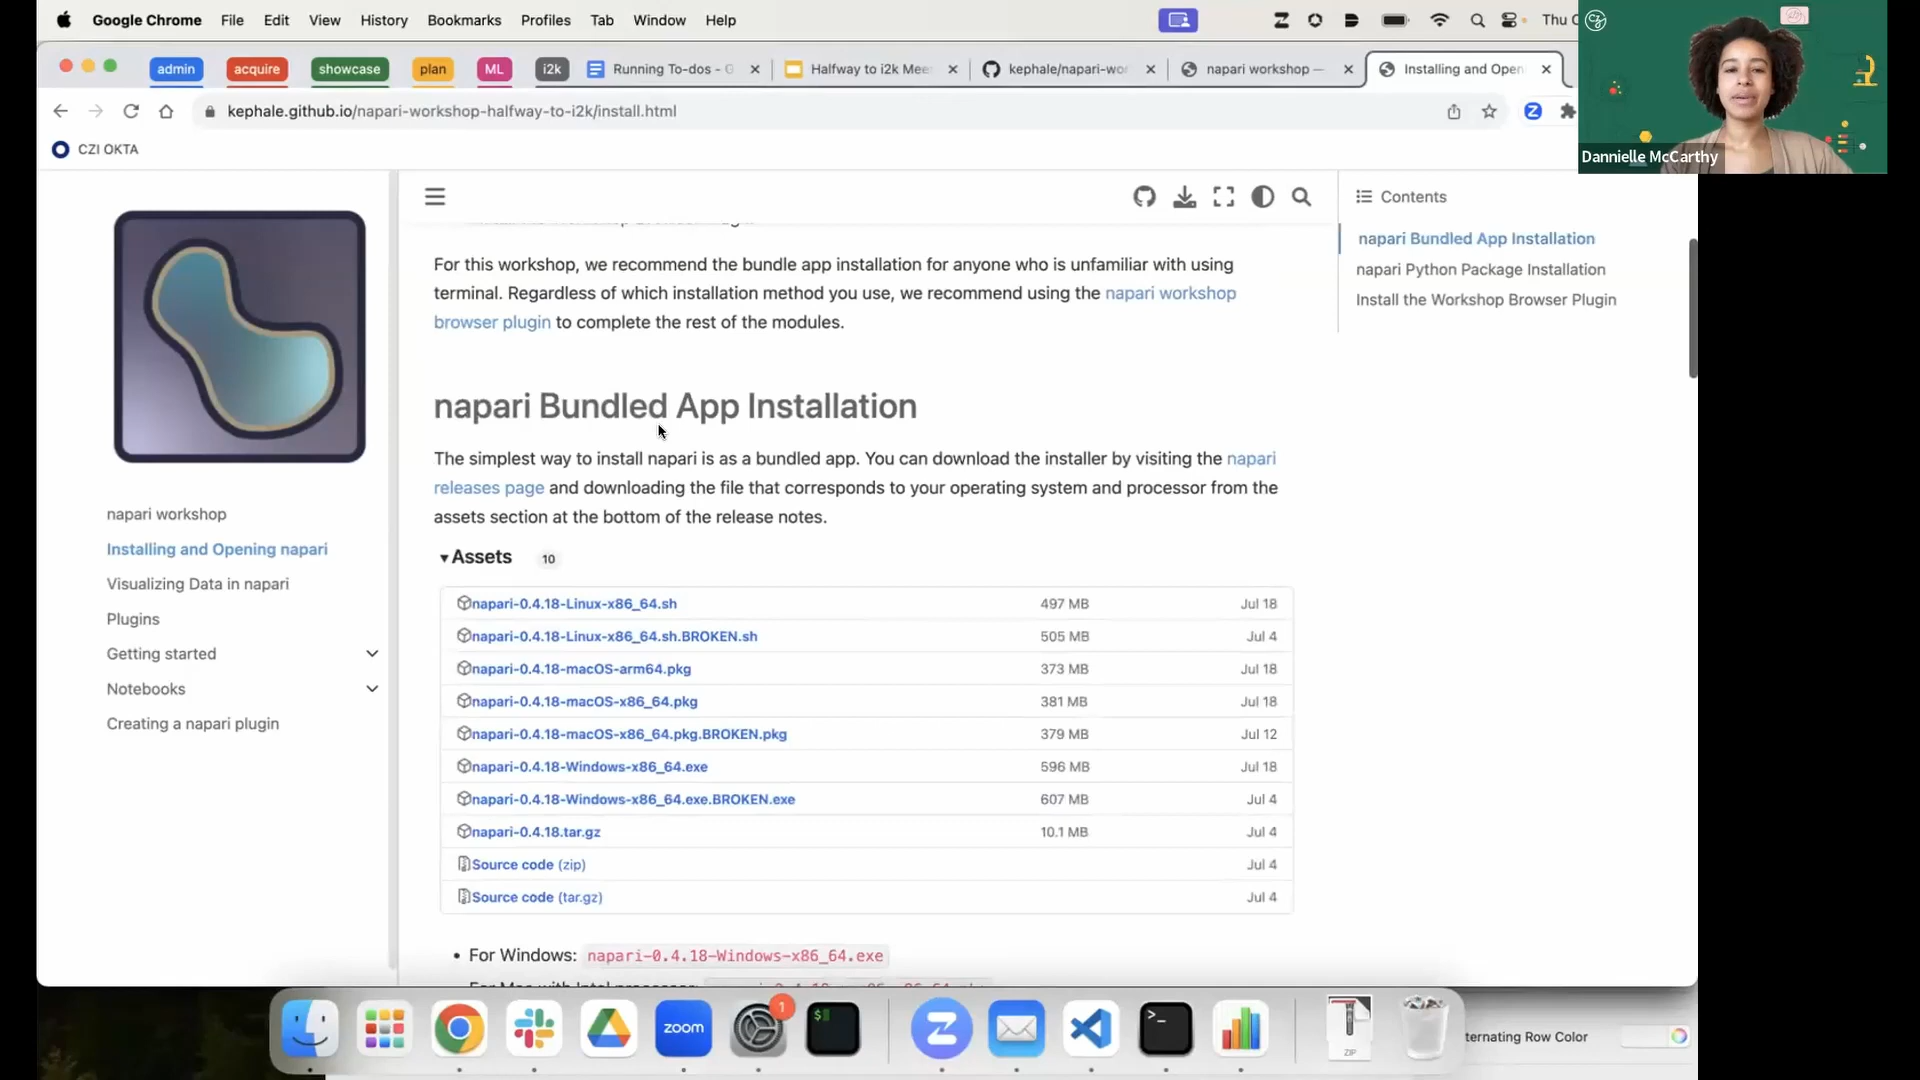 Google Chrome File Edit View History Bookmarks Profiles Tab Window Help
Thu
admin acquire showcase plan ML i2k Running To-dos - G Halfway to i2k Mee kephale/napari-wor napari workshop — Installing and Open
kephale.github.io/napari-workshop-halfway-to-i2k/install.html
Dannielle McCarthy
CZI OKTA
napari workshop
Installing and Opening napari
Visualizing Data in napari
Plugins
Getting started
Notebooks
Creating a napari plugin
For this workshop, we recommend the bundle app installation for anyone who is unfamiliar with using
terminal. Regardless of which installation method you use, we recommend using the napari workshop
browser plugin to complete the rest of the modules.
napari Bundled App Installation
The simplest way to install napari is as a bundled app. You can download the installer by visiting the napari
releases page and downloading the file that corresponds to your operating system and processor from the
assets section at the bottom of the release notes.
Assets 10
napari-0.4.18-Linux-x86_64.sh 497 MB Jul 18
napari-0.4.18-Linux-x86_64.sh.BROKEN.sh 505 MB Jul 4
napari-0.4.18-macOS-arm64.pkg 373 MB Jul 18
napari-0.4.18-macOS-x86_64.pkg 381 MB Jul 18
napari-0.4.18-macOS-x86_64.pkg.BROKEN.pkg 379 MB Jul 12
napari-0.4.18-Windows-x86_64.exe 596 MB Jul 18
napari-0.4.18-Windows-x86_64.exe.BROKEN.exe 607 MB Jul 4
napari-0.4.18.tar.gz 10.1 MB Jul 4
Source code (zip) Jul 4
Source code (tar.gz) Jul 4
• For Windows: napari-0.4.18-Windows-x86_64.exe
Contents
napari Bundled App Installation
napari Python Package Installation
Install the Workshop Browser Plugin
zoom
1
$
>_
ZIP
ternating Row Color